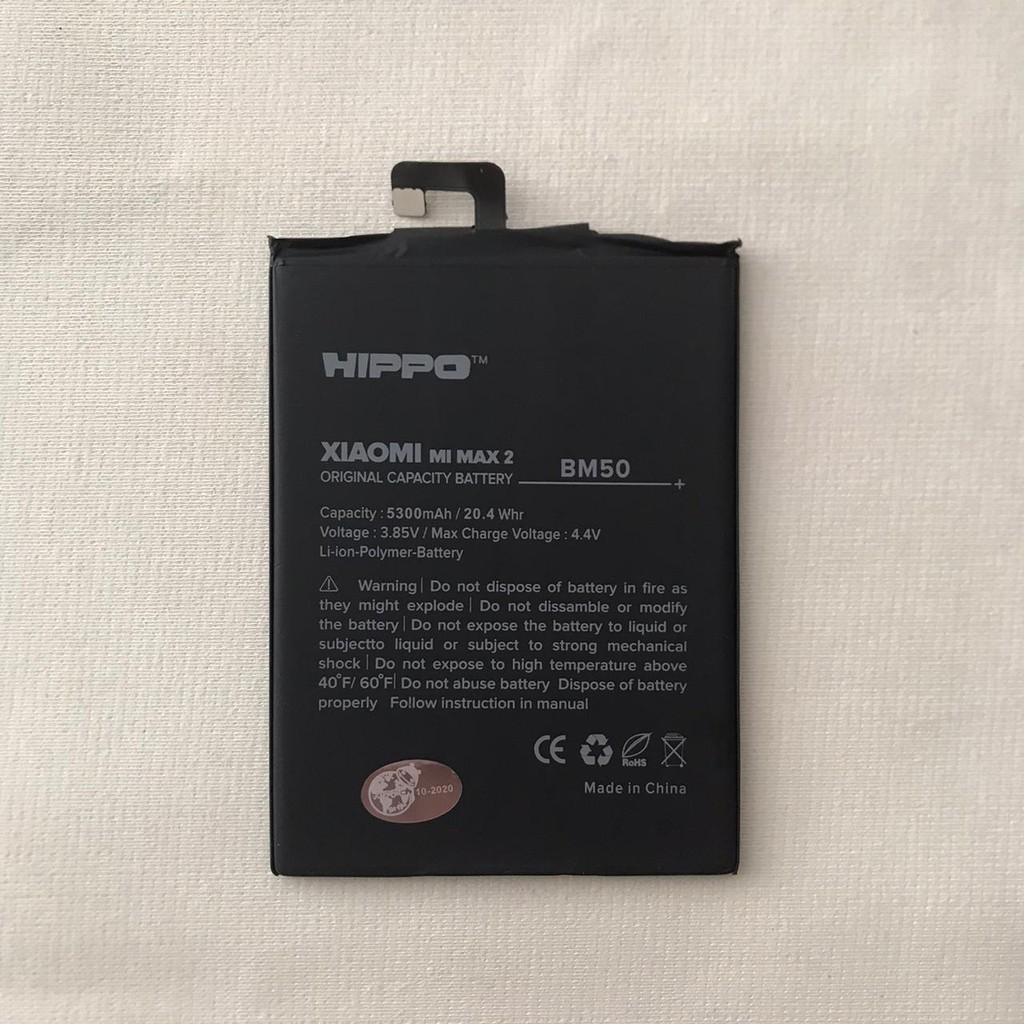 HIPPO™
XIAOMI MI MAX 2
ORIGINAL CAPACITY BATTERY
BM50
+
Capacity : 5300mAh / 20.4 Whr
Voltage : 3.85V / Max Charge Voltage : 4.4V
Li-ion-Polymer-Battery
Warning | Do not dispose of battery in fire as
they might explode | Do not dissamble or modify
the battery | Do not expose the battery to liquid or
subjectto liquid or subject to strong mechanical
shock | Do not expose to high temperature above
40°F/ 60°F| Do not abuse battery Dispose of battery
properly Follow instruction in manual
CE
RoHS
Made in China
10-2020